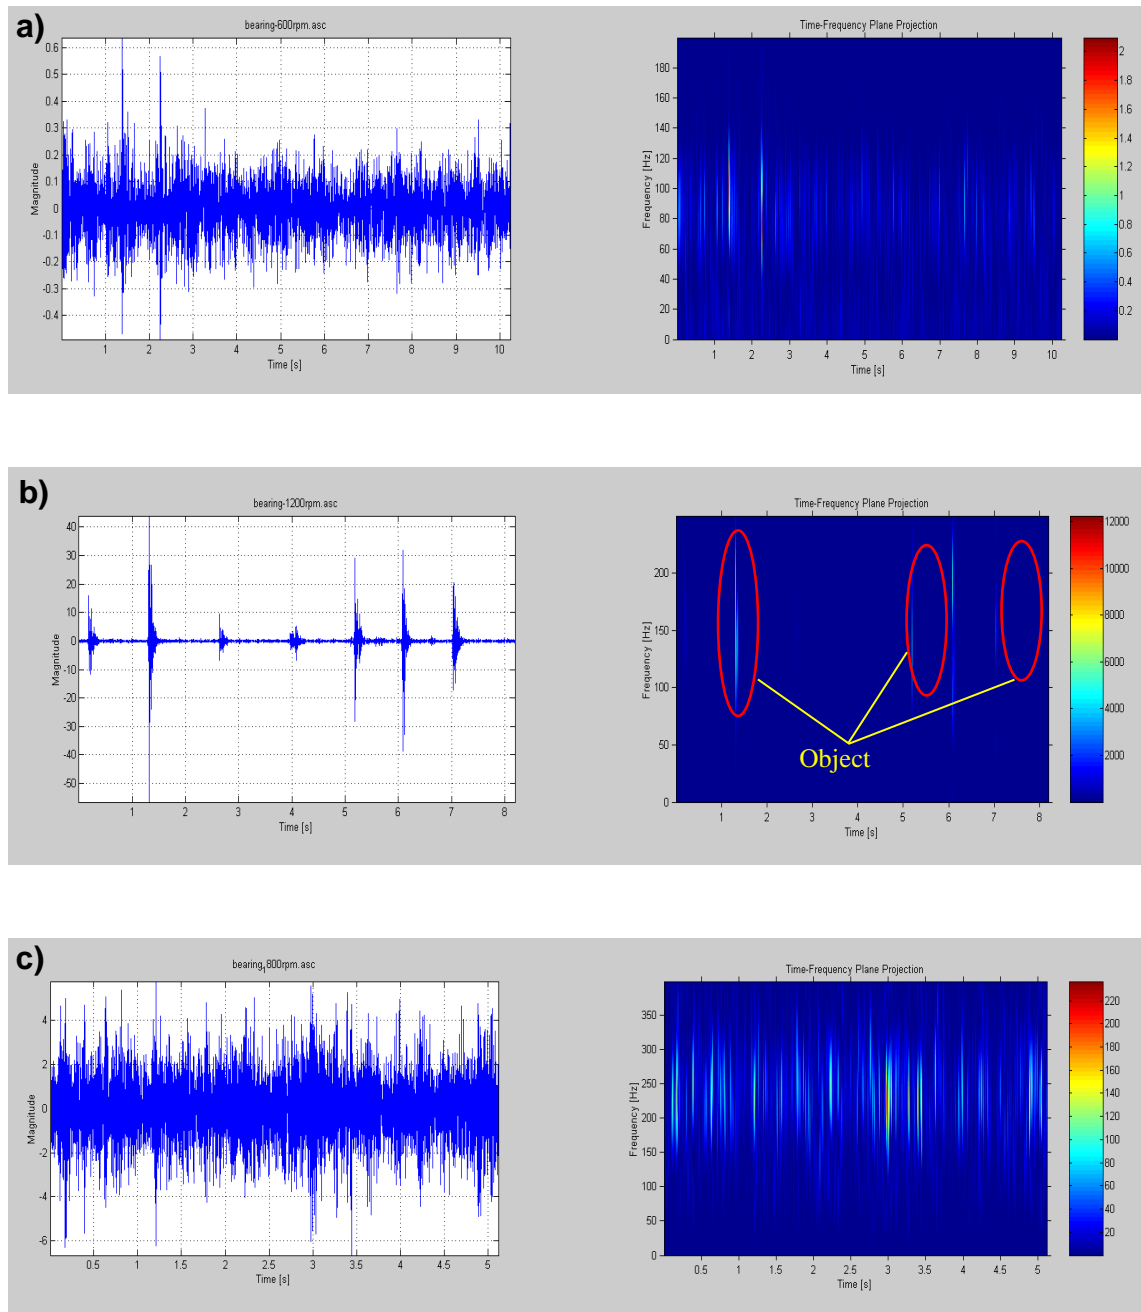 a)
bearing-600rpm.asc
Magnitude
0.6
0.5
0.4
0.3
0.2
0.1
0
-0.1
-0.2
-0.3
-0.4
1 2 3 4 5 6 7 8 9 10
Time [s]
Time-Frequency Plane Projection
Frequency [Hz]
180
160
140
120
100
80
60
40
20
0
1 2 3 4 5 6 7 8 9 10
Time [s]
2
1.8
1.6
1.4
1.2
1
0.8
0.6
0.4
0.2
b)
bearing-1200rpm.asc
Magnitude
40
30
20
10
0
-10
-20
-30
-40
-50
1 2 3 4 5 6 7 8
Time [s]
Time-Frequency Plane Projection
Frequency [Hz]
200
150
100
50
0
Object
1 2 3 4 5 6 7 8
Time [s]
12000
10000
8000
6000
4000
2000
c)
bearing1800rpm.asc
Magnitude
4
2
0
-2
-4
-6
0.5 1 1.5 2 2.5 3 3.5 4 4.5 5
Time [s]
Time-Frequency Plane Projection
Frequency [Hz]
350
300
250
200
150
100
50
0
0.5 1 1.5 2 2.5 3 3.5 4 4.5 5
Time [s]
220
200
180
160
140
120
100
80
60
40
20